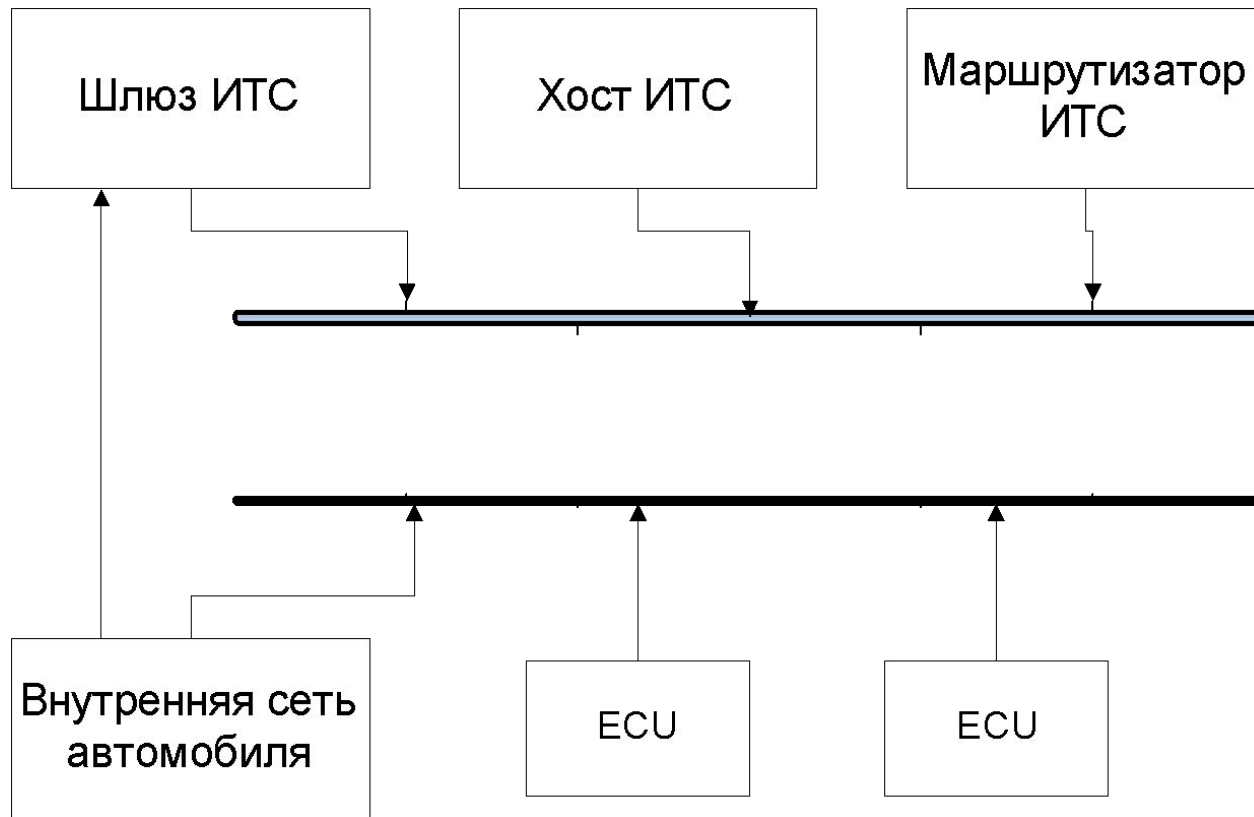 Шлюз ИТС
Хост ИТС
Маршрутизатор
ИТС
Внутренняя сеть
автомобиля
ECU
ECU